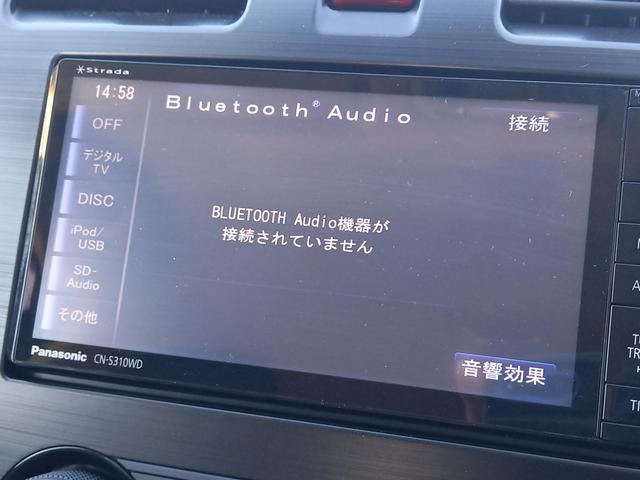 Strada
14:58
Bluetooth® Audio
接続
OFF
デジタル
TV
DISC
iPod/
USB
SD-
Audio
その他
BLUETOOTH Audio機器が
接続されていません
音響効果
Panasonic CN-S310WD